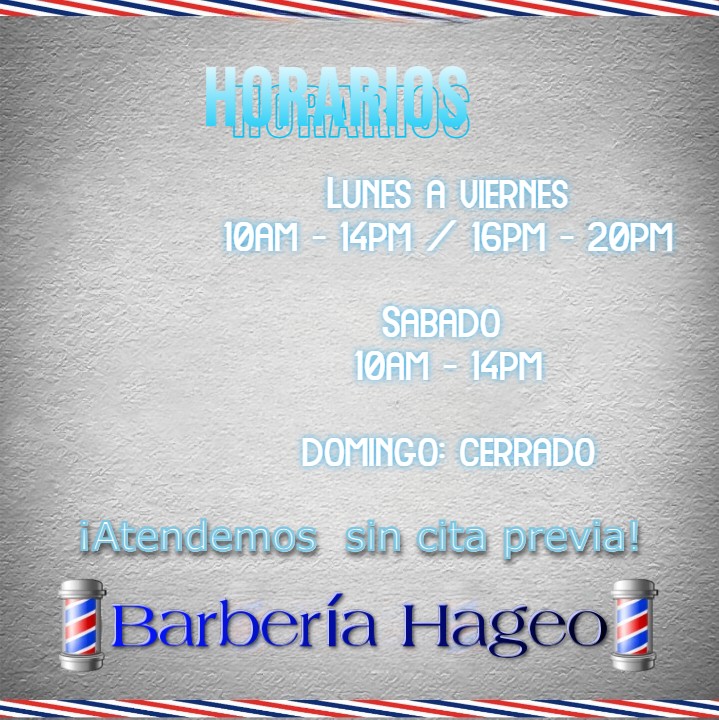 HORARIOS
LUNES A VIERNES
10AM - 14PM / 16PM - 20PM
SABADO
10AM - 14PM
DOMINGO: CERRADO
¡Atendemos sin cita previa!
Barbería Hageo